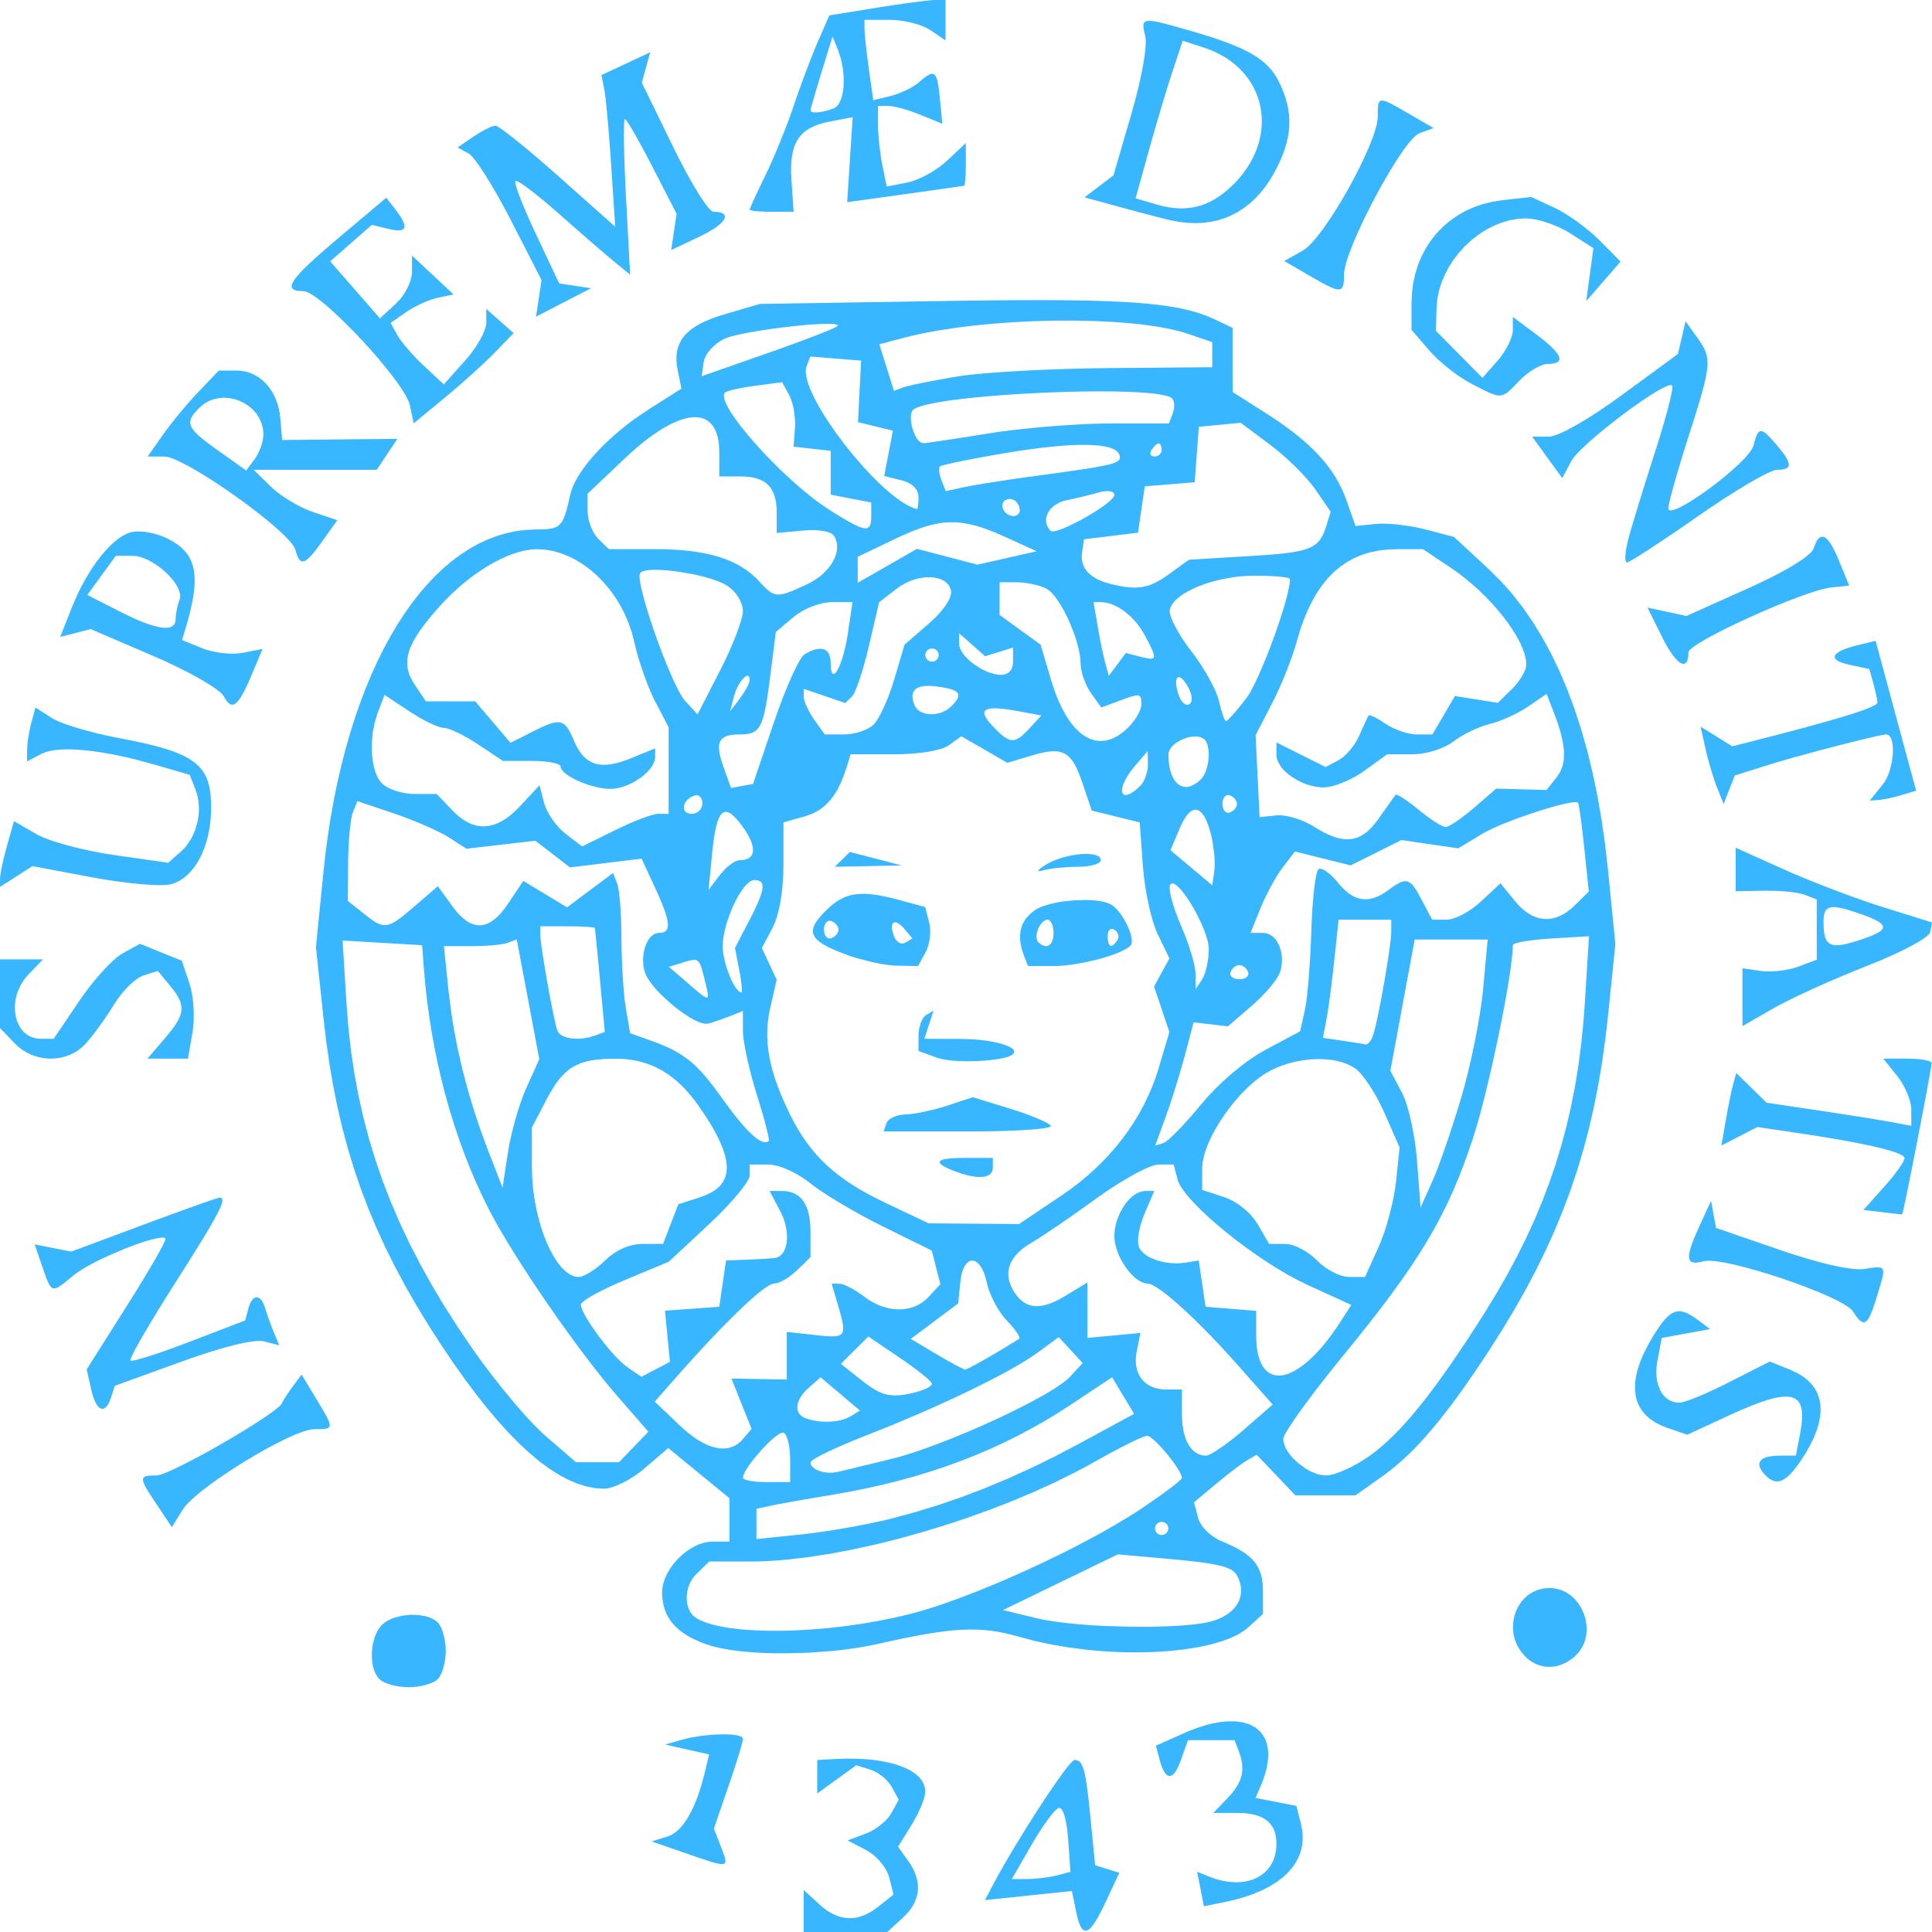 IN SUPREMÆ DIGNITATIS
1343